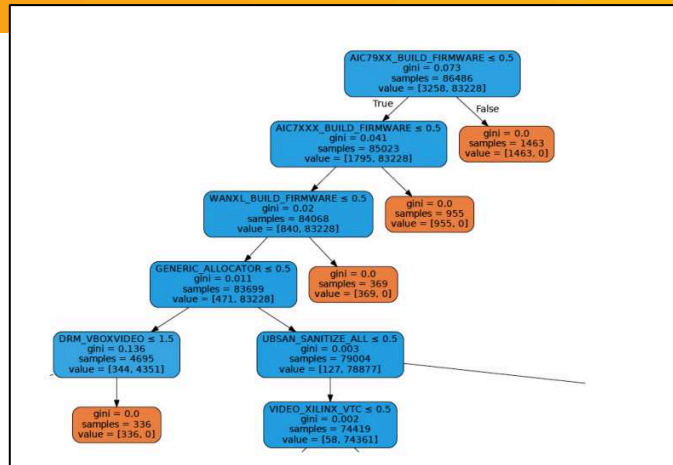 AIC79XX_BUILD_FIRMWARE ≤ 0.5
gini = 0.073
samples = 86486
value = [3258, 83228]
True
False
AIC7XXX_BUILD_FIRMWARE ≤ 0.5
gini = 0.041
samples = 85023
value = [1795, 83228]
gini = 0.0
samples = 1463
value = [1463, 0]
WANXL_BUILD_FIRMWARE ≤ 0.5
gini = 0.02
samples = 84068
value = [840, 83228]
gini = 0.0
samples = 955
value = [955, 0]
GENERIC_ALLOCATOR ≤ 0.5
gini = 0.011
samples = 83699
value = [471, 83228]
gini = 0.0
samples = 369
value = [369, 0]
DRM_VBOXVIDEO ≤ 1.5
gini = 0.136
samples = 4695
value = [344, 4351]
UBSAN_SANITIZE_ALL ≤ 0.5
gini = 0.003
samples = 79004
value = [127, 78877]
gini = 0.0
samples = 336
value = [336, 0]
VIDEO_XILINX_VTC ≤ 0.5
gini = 0.002
samples = 74419
value = [58, 74361]